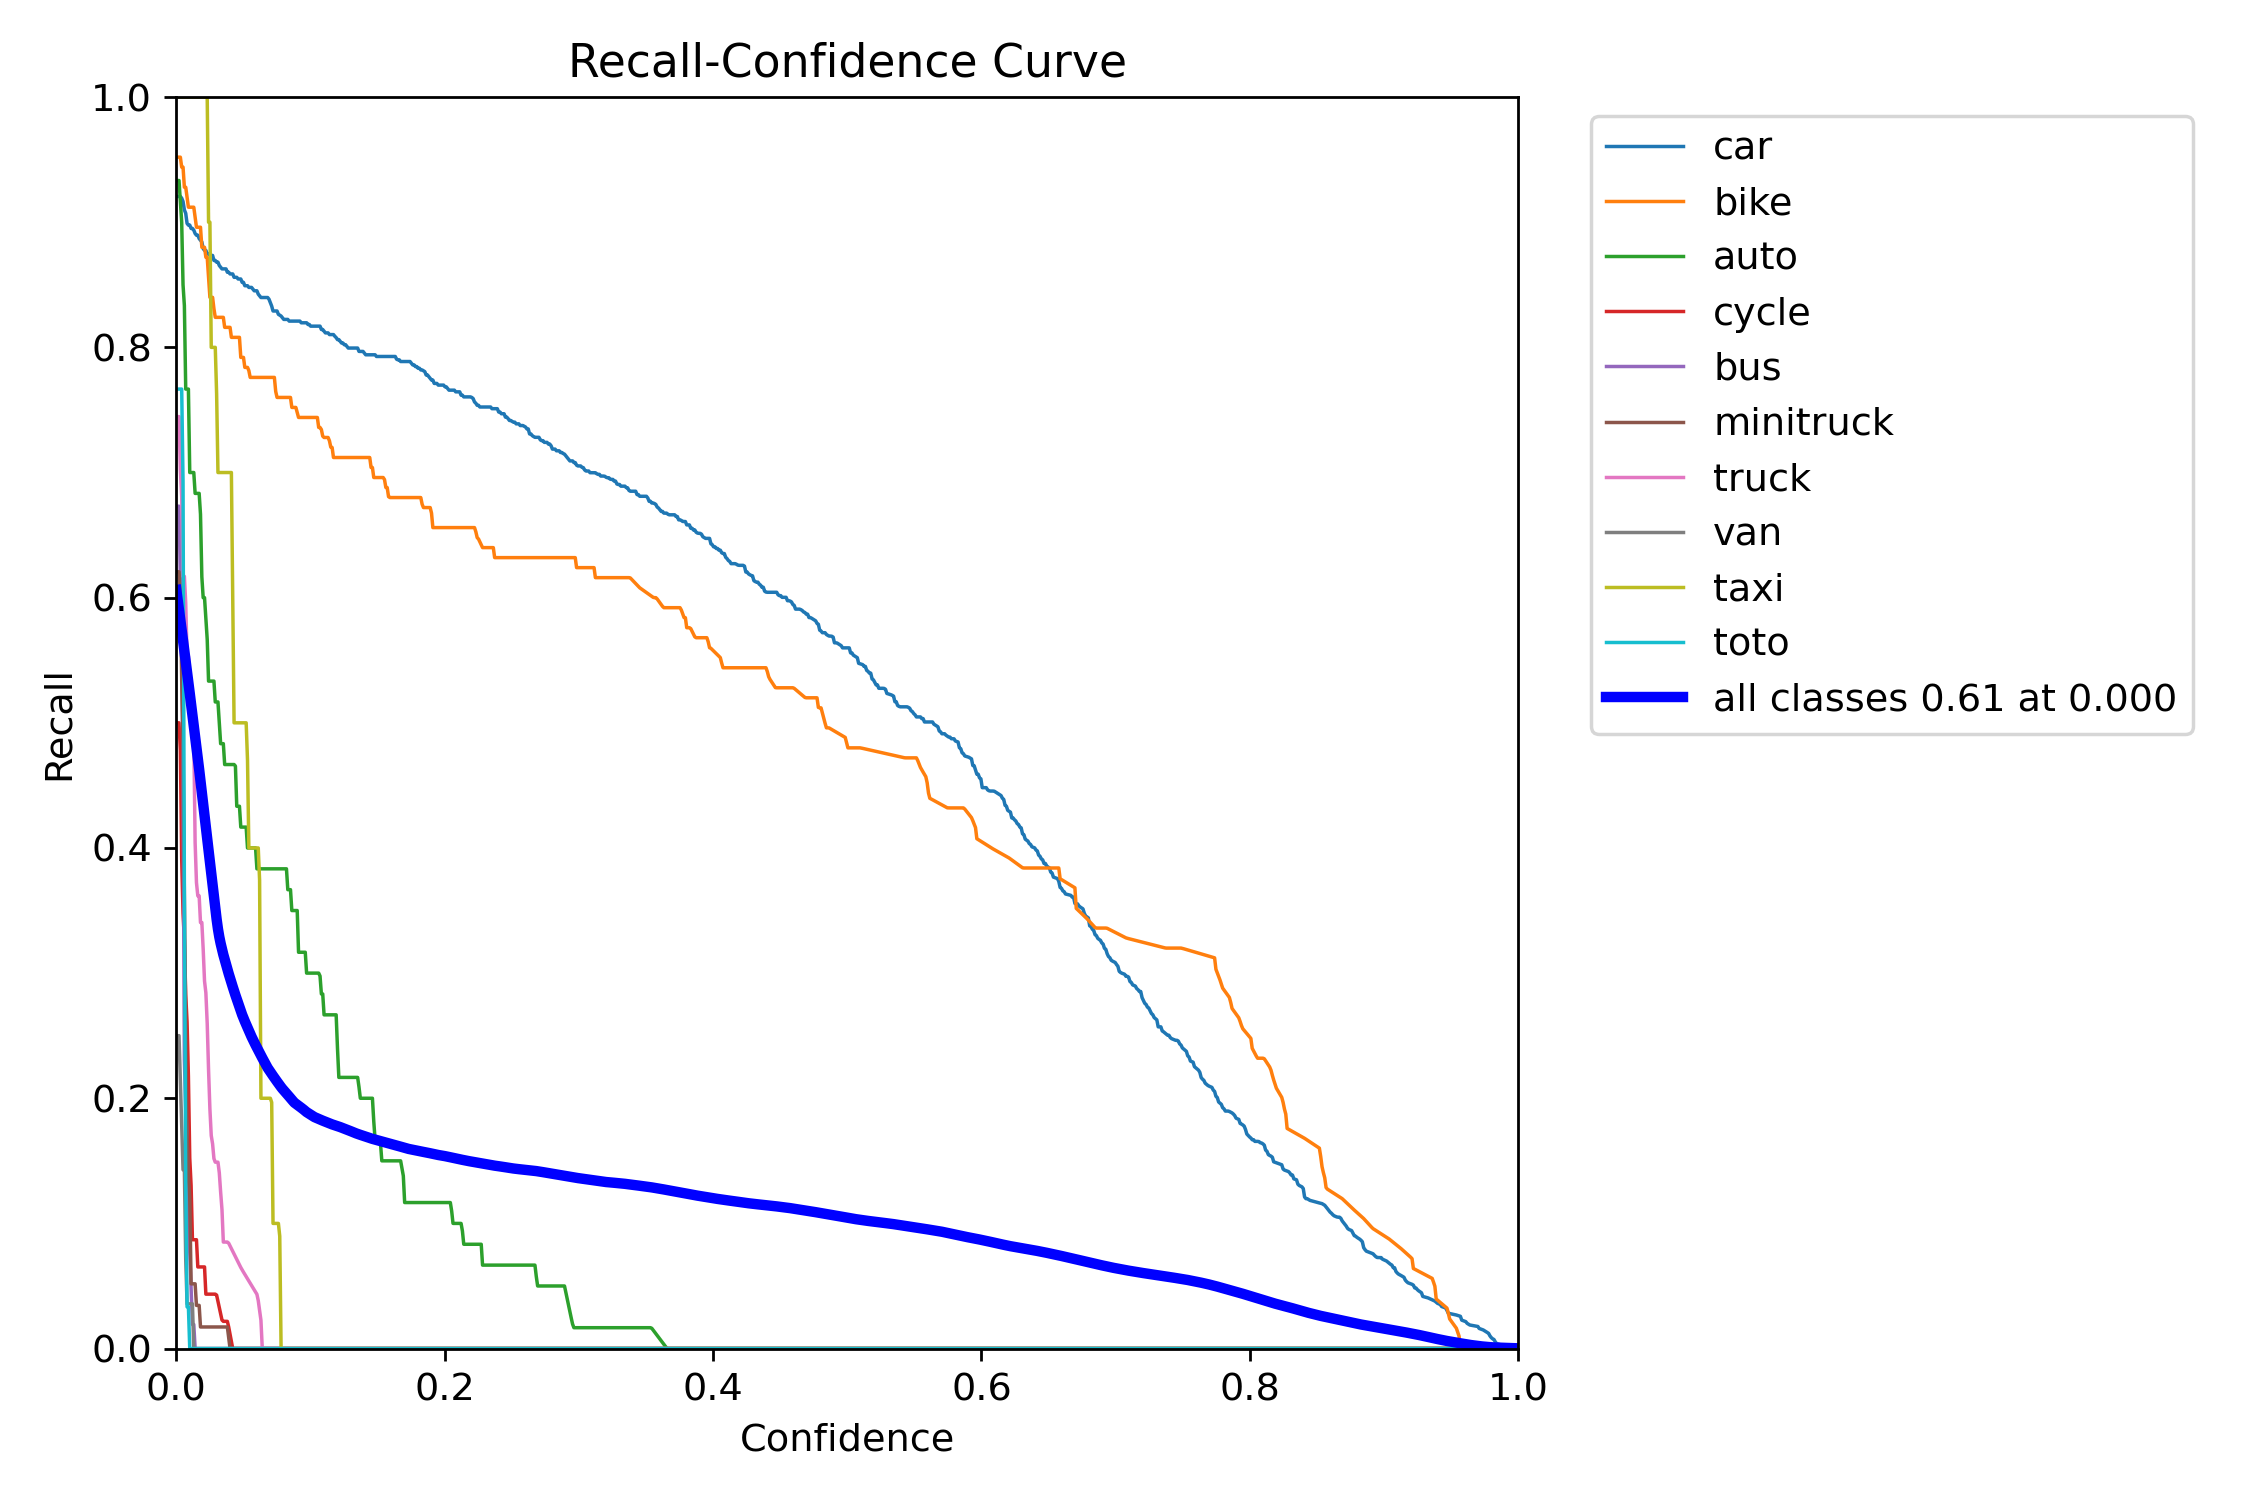 Recall-Confidence Curve
Recall
1.0
0.8
0.6
0.4
0.2
0.0
0.0 0.2 0.4 0.6 0.8 1.0
Confidence
car
bike
auto
cycle
bus
minitruck
truck
van
taxi
toto
all classes 0.61 at 0.000